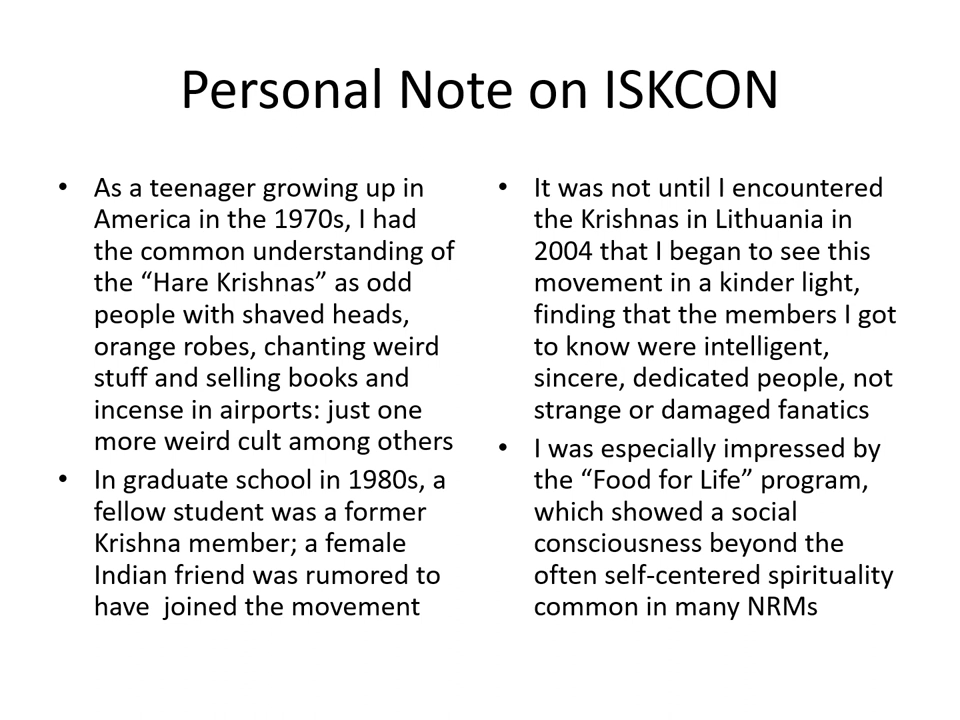 Personal Note on ISKCON
• As a teenager growing up in
America in the 1970s, I had
the common understanding of
the “Hare Krishnas” as odd
people with shaved heads,
orange robes, chanting weird
stuff and selling books and
incense in airports: just one
more weird cult among others
• In graduate school in 1980s, a
fellow student was a former
Krishna member; a female
Indian friend was rumored to
have  joined the movement
• It was not until I encountered
the Krishnas in Lithuania in
2004 that I began to see this
movement in a kinder light,
finding that the members I got
to know were intelligent,
sincere, dedicated people, not
strange or damaged fanatics
• I was especially impressed by
the “Food for Life” program,
which showed a social
consciousness beyond the
often self-centered spirituality
common in many NRMs